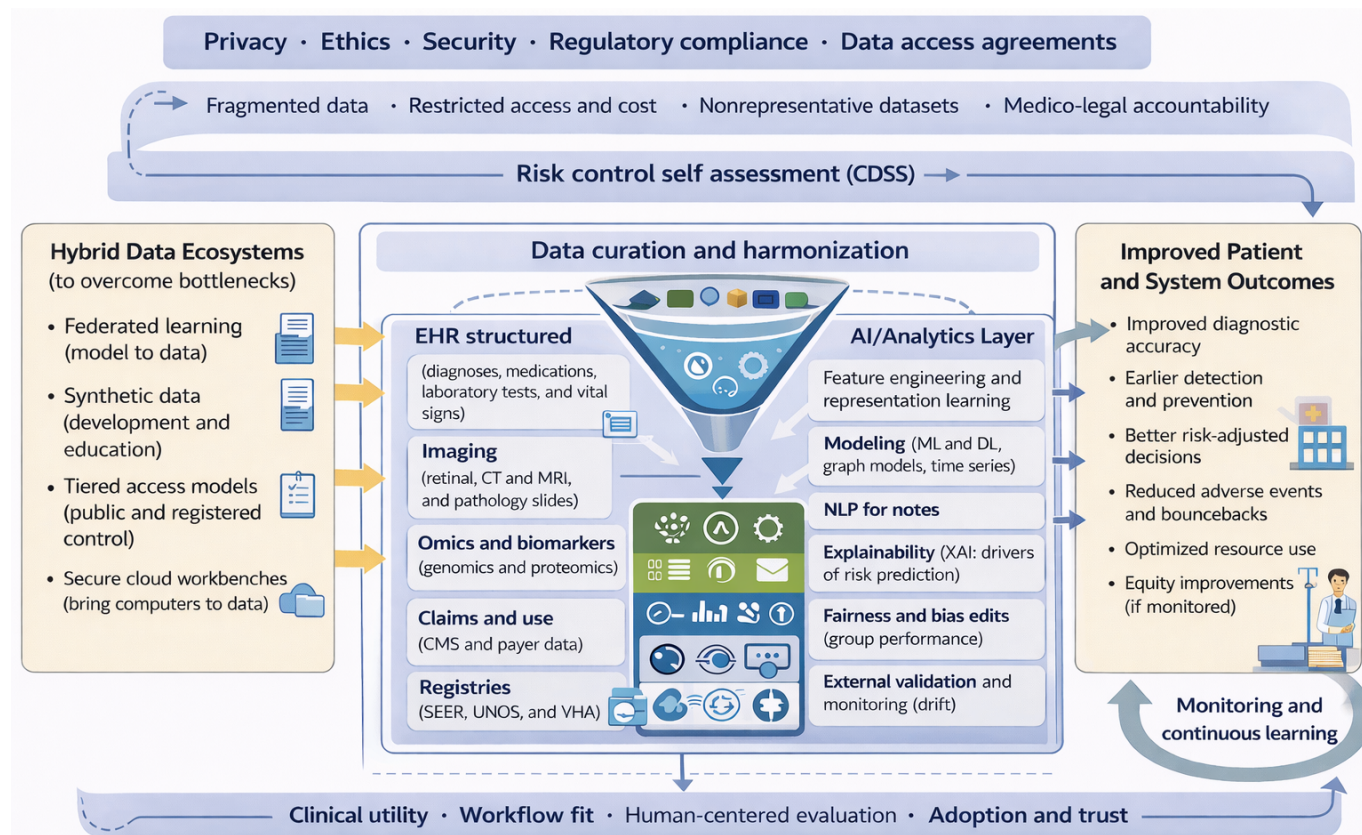 Privacy · Ethics · Security · Regulatory compliance · Data access agreements
Fragmented data · Restricted access and cost · Nonrepresentative datasets · Medico-legal accountability
Risk control self assessment (CDSS)
Hybrid Data Ecosystems
(to overcome bottlenecks)
• Federated learning
(model to data)
• Synthetic data
(development and
education)
• Tiered access models
(public and registered
control)
• Secure cloud workbenches
(bring computers to data)
Data curation and harmonization
EHR structured
(diagnoses, medications,
laboratory tests, and vital
signs)
Imaging
(retinal, CT and MRI,
and pathology slides)
Omics and biomarkers
(genomics and proteomics)
Claims and use
(CMS and payer data)
Registries
(SEER, UNOS, and VHA)
AI/Analytics Layer
Feature engineering and
representation learning
Modeling (ML and DL,
graph models, time series)
NLP for notes
Explainability (XAI: drivers
of risk prediction)
Fairness and bias edits
(group performance)
External validation and
monitoring (drift)
Improved Patient
and System Outcomes
• Improved diagnostic
accuracy
• Earlier detection
and prevention
• Better risk-adjusted
decisions
• Reduced adverse events
and bouncebacks
• Optimized resource use
• Equity improvements
(if monitored)
Monitoring and
continuous learning
Clinical utility · Workflow fit · Human-centered evaluation · Adoption and trust